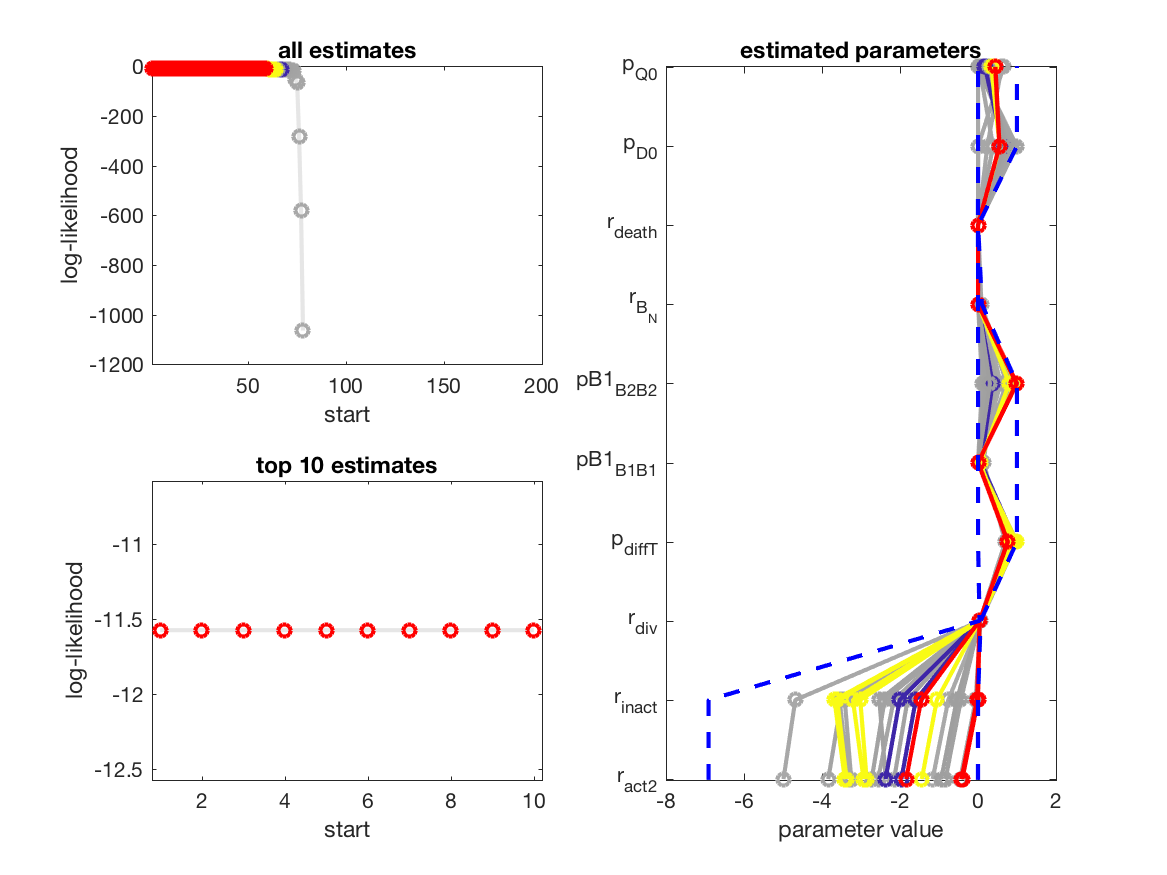 all estimates
0
-200
-400
-600
-800
-1000
-1200
log-likelihood
50
100
150
200
start
top 10 estimates
-11
-11.5
-12
-12.5
log-likelihood
2
4
6
8
10
start
estimated parameters
pQ0
pD0
rdeath
rBN
pB1B2B2
pB1B1B1
pdiffT
rdiv
rinact
ract2
-8
-6
-4
-2
0
2
parameter value